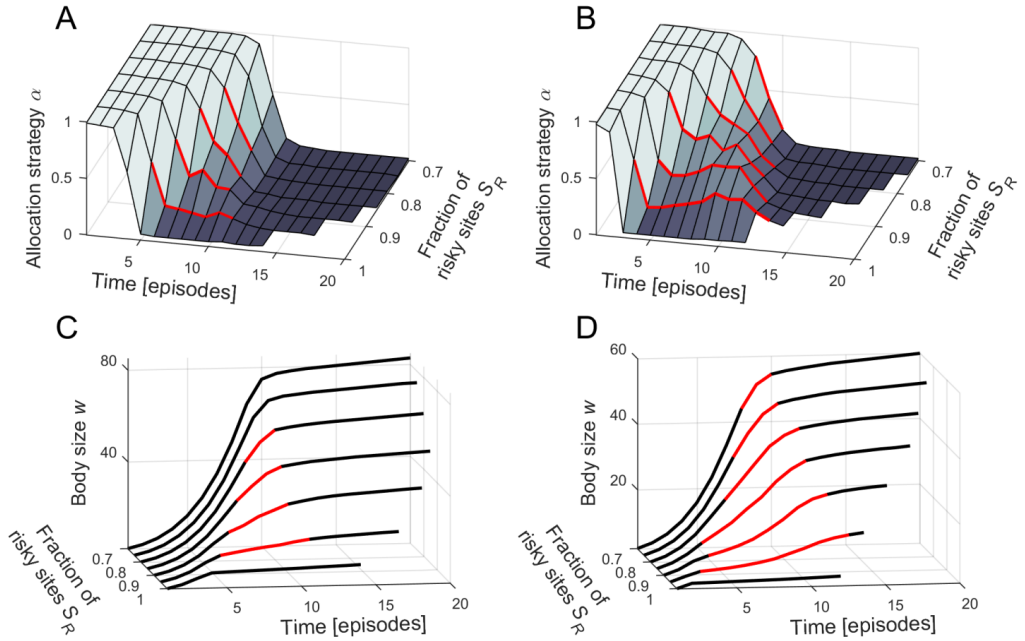 A
Allocation strategy α
1
0.5
0
5
10
15
20
Time [episodes]
0.7
0.8
0.9
1
Fraction of
risky sites S_R
B
Allocation strategy α
1
0.5
0
5
10
15
20
Time [episodes]
0.7
0.8
0.9
1
Fraction of
risky sites S_R
C
Body size w
80
40
0
0.7
0.8
0.9
1
Fraction of
risky sites S_R
5
10
15
20
Time [episodes]
D
Body size w
60
40
20
0
0.7
0.8
0.9
1
Fraction of
risky sites S_R
5
10
15
20
Time [episodes]